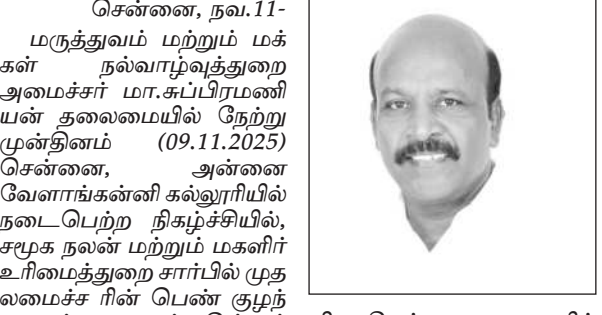 சென்னை, நவ.11-
மருத்துவம் மற்றும் மக்
கள் நல்வாழ்வுத்துறை
அமைச்சர் மா.சுப்பிரமணி
யன் தலைமையில் நேற்று
முன்தினம் (09.11.2025)
சென்னை, அன்னை
வேளாங்கன்னி கல்லூரியில்
நடைபெற்ற நிகழ்ச்சியில்,
சமூக நலன் மற்றும் மகளிர்
உரிமைத்துறை சார்பில் முத
லமைச்ச ரின் பெண் குழந்